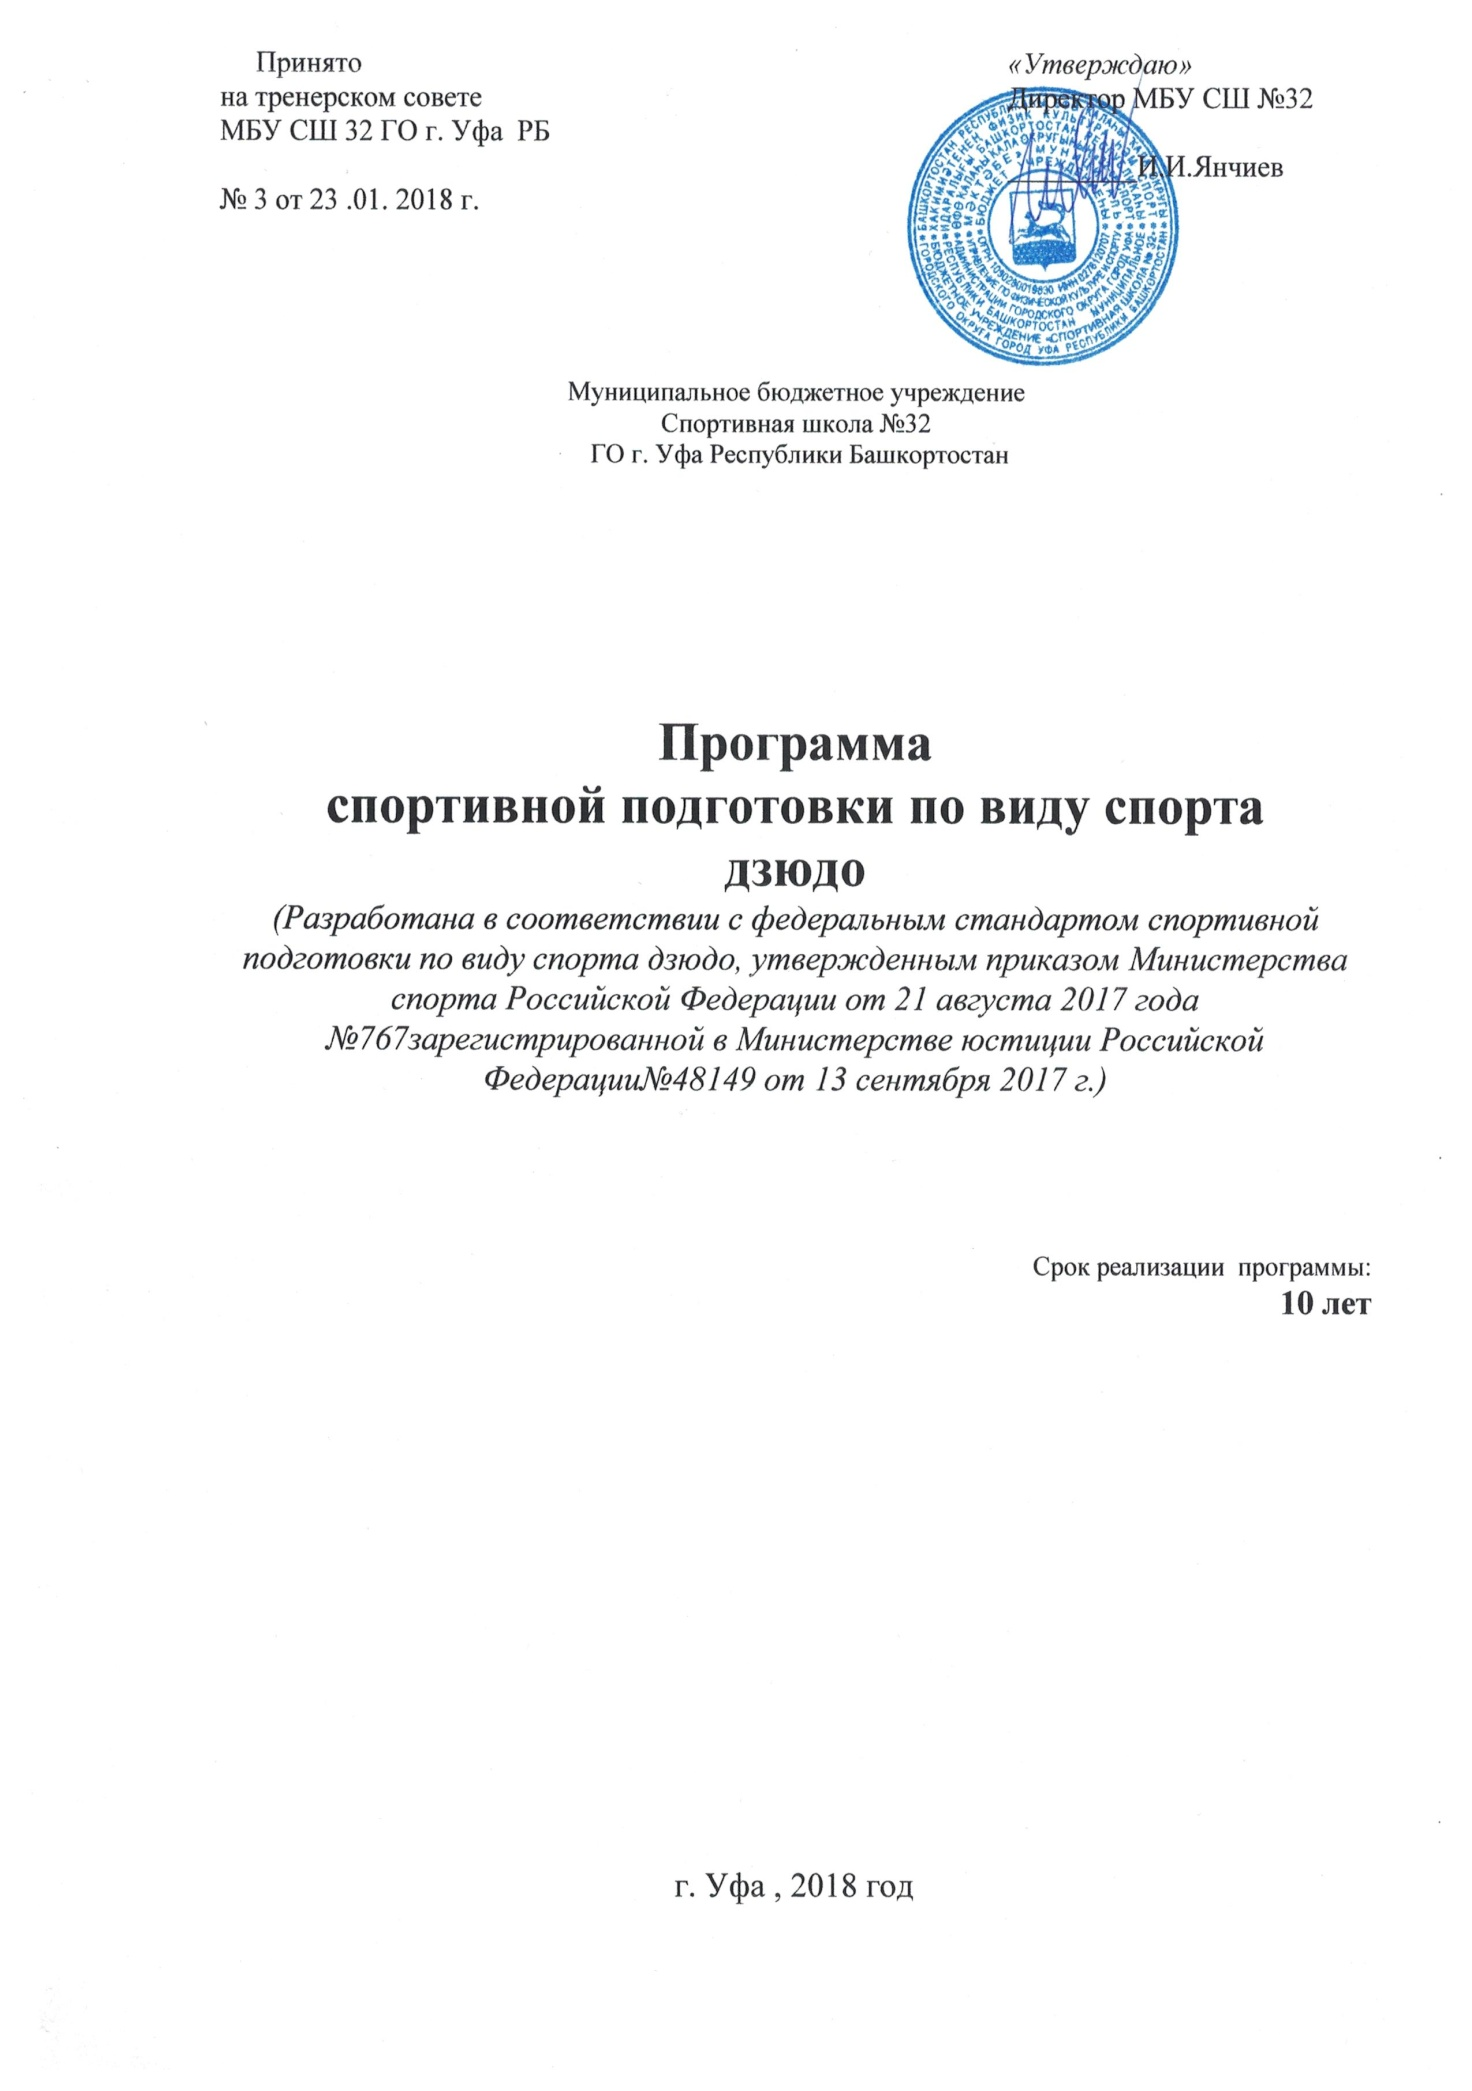 Принято
на тренерском совете
МБУ СШ 32 ГО г. Уфа  РБ
№ 3 от 23 .01. 2018 г.
«Утверждаю»
Директор МБУ СШ №32
И.И.Янчиев
Муниципальное бюджетное учреждение
Спортивная школа №32
ГО г. Уфа Республики Башкортостан
Программа
спортивной подготовки по виду спорта
дзюдо
(Разработана в соответствии с федеральным стандартом спортивной
подготовки по виду спорта дзюдо, утвержденным приказом Министерства
спорта Российской Федерации от 21 августа 2017 года
№767зарегистрированной в Министерстве юстиции Российской
Федерации№48149 от 13 сентября 2017 г.)
Срок реализации  программы:
10 лет
г. Уфа , 2018 год